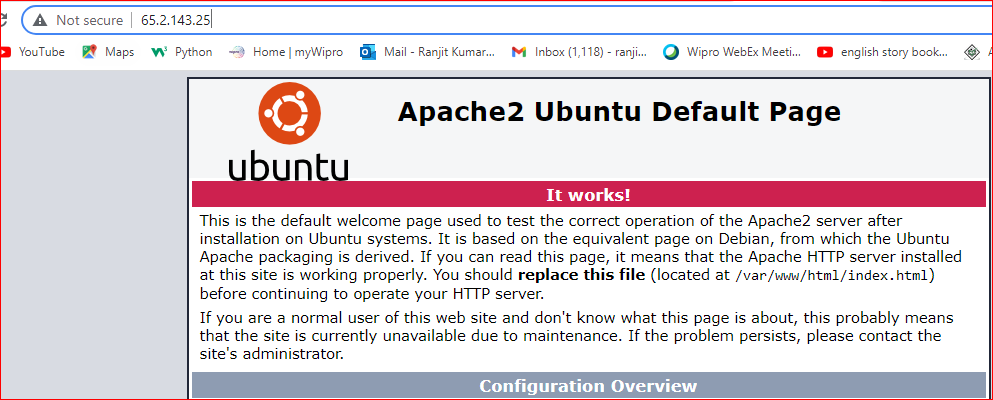 Not secure 65.2.143.25
YouTube Maps Python Home | myWipro Mail - Ranjit Kumar... Inbox (1,118) - ranji... Wipro WebEx Meeti... english story book...
ubuntu
Apache2 Ubuntu Default Page
It works!
This is the default welcome page used to test the correct operation of the Apache2 server after
installation on Ubuntu systems. It is based on the equivalent page on Debian, from which the Ubuntu
Apache packaging is derived. If you can read this page, it means that the Apache HTTP server installed
at this site is working properly. You should replace this file (located at /var/www/html/index.html)
before continuing to operate your HTTP server.
If you are a normal user of this web site and don't know what this page is about, this probably means
that the site is currently unavailable due to maintenance. If the problem persists, please contact the
site's administrator.
Configuration Overview